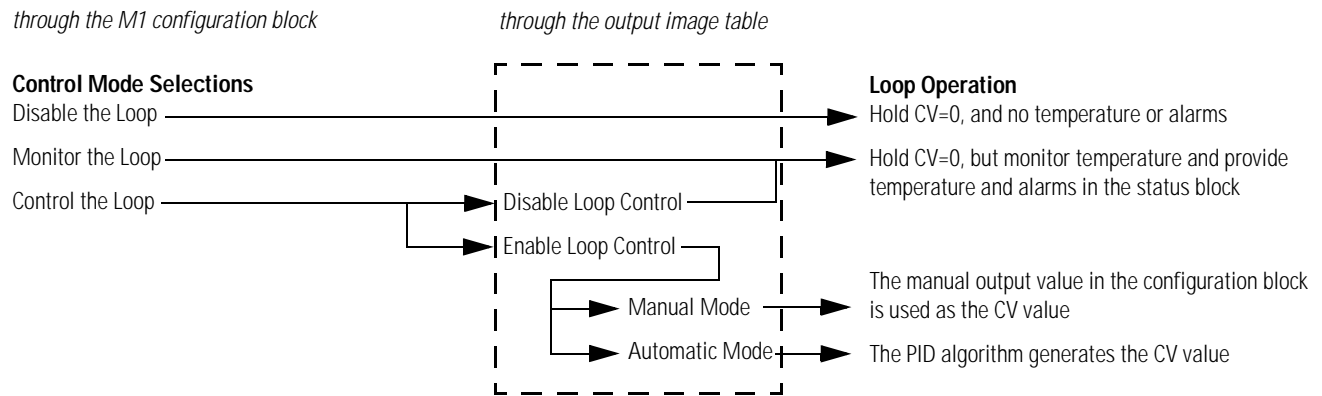 through the M1 configuration block
through the output image table
Control Mode Selections
Disable the Loop
Monitor the Loop
Control the Loop
Disable Loop Control
Enable Loop Control
Manual Mode
Automatic Mode
Loop Operation
Hold CV=0, and no temperature or alarms
Hold CV=0, but monitor temperature and provide
temperature and alarms in the status block
The manual output value in the configuration block
is used as the CV value
The PID algorithm generates the CV value